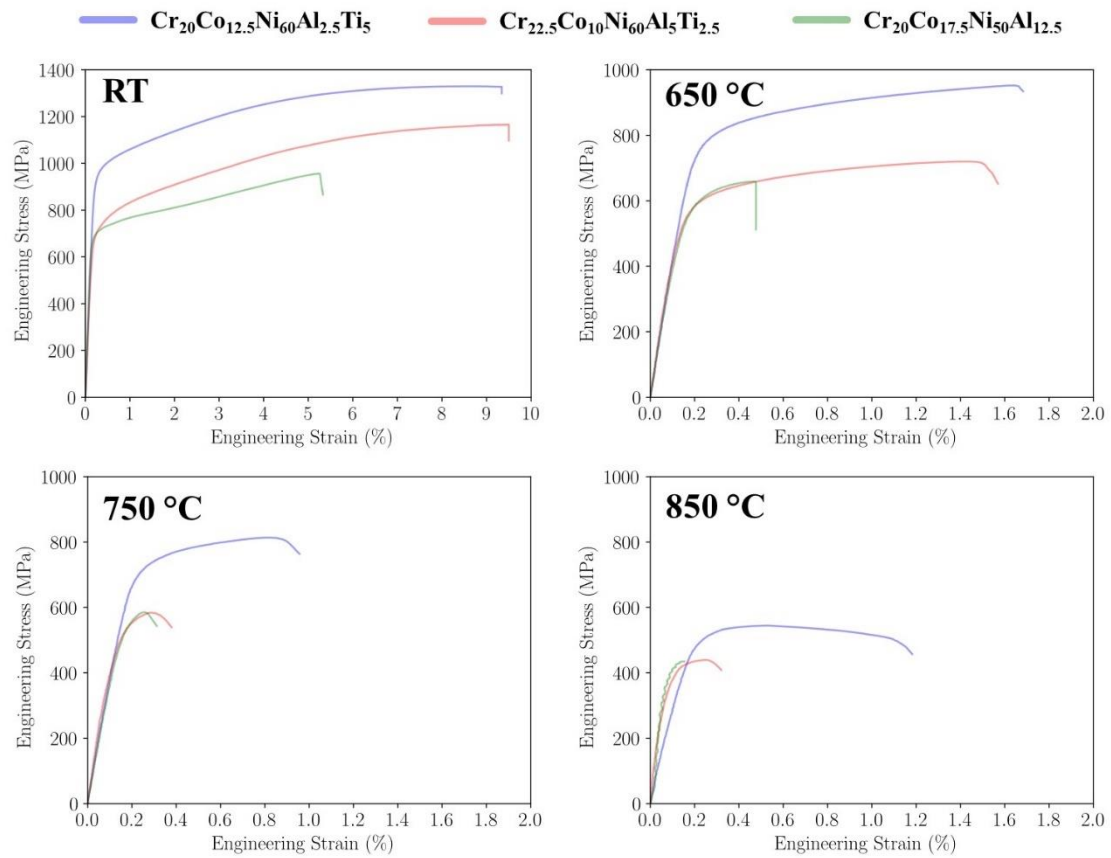 Cr20Co12.5Ni60Al2.5Ti5 Cr22.5Co10Ni60Al5Ti2.5 Cr20Co17.5Ni50Al12.5
RT
1400
1200
1000
800
600
400
200
0
Engineering Stress (MPa)
0 1 2 3 4 5 6 7 8 9 10
Engineering Strain (%)
650 °C
1000
800
600
400
200
0
Engineering Stress (MPa)
0.0 0.2 0.4 0.6 0.8 1.0 1.2 1.4 1.6 1.8 2.0
Engineering Strain (%)
750 °C
1000
800
600
400
200
0
Engineering Stress (MPa)
0.0 0.2 0.4 0.6 0.8 1.0 1.2 1.4 1.6 1.8 2.0
Engineering Strain (%)
850 °C
1000
800
600
400
200
0
Engineering Stress (MPa)
0.0 0.2 0.4 0.6 0.8 1.0 1.2 1.4 1.6 1.8 2.0
Engineering Strain (%)